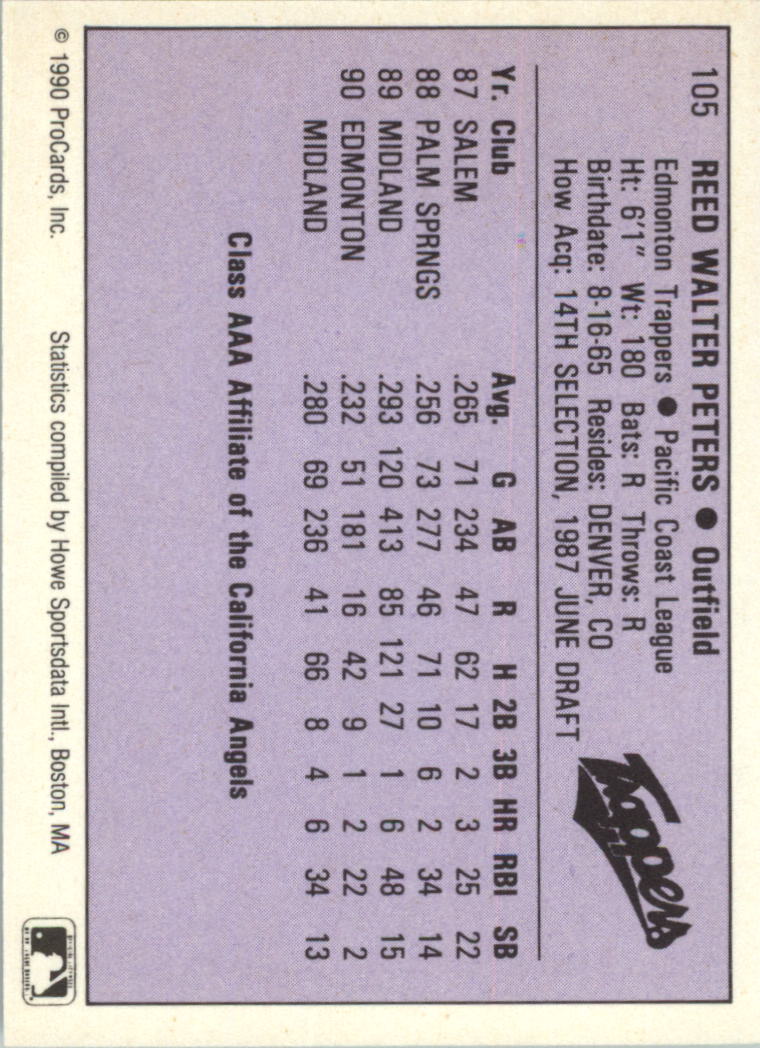 105 REED WALTER PETERS ● Outfield
Edmonton Trappers ● Pacific Coast League
Ht: 6'1" Wt: 180 Bats: R Throws: R
Birthdate: 8-16-65 Resides: DENVER, CO
How Acq: 14TH SELECTION, 1987 JUNE DRAFT
Trappers
Yr. Club Avg. G AB R H 2B 3B HR RBI SB
87 SALEM .265 71 234 47 62 17 2 3 25 22
88 PALM SPRNGS .256 73 277 46 71 10 6 2 34 14
89 MIDLAND .293 120 413 85 121 27 1 6 48 15
90 EDMONTON .232 51 181 16 42 9 1 2 22 2
MIDLAND .280 69 236 41 66 8 4 6 34 13
Class AAA Affiliate of the California Angels
© 1990 ProCards, Inc. Statistics compiled by Howe Sportsdata Intl., Boston, MA